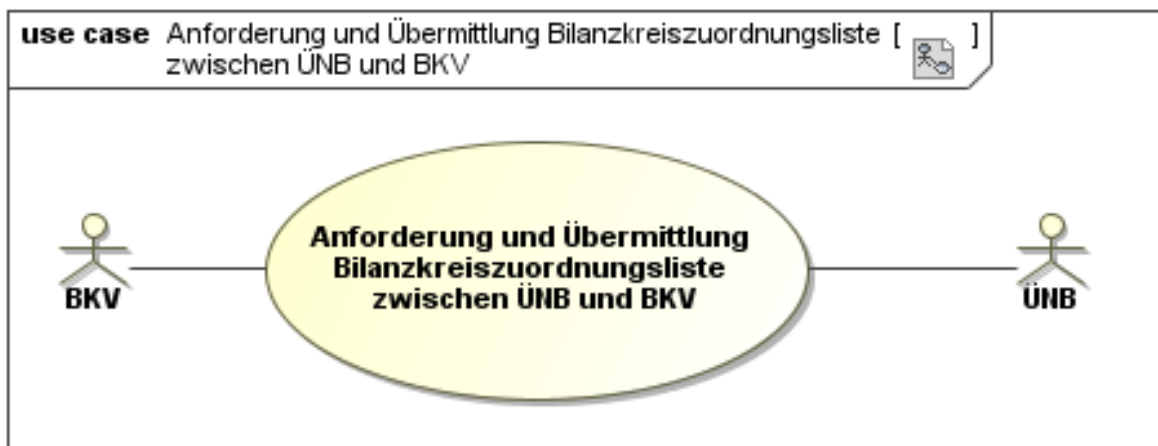 use case Anforderung und Übermittlung Bilanzkreiszuordnungsliste [ ]
zwischen ÜNB und BKV
Anforderung und Übermittlung
Bilanzkreiszuordnungsliste
zwischen ÜNB und BKV
BKV
ÜNB